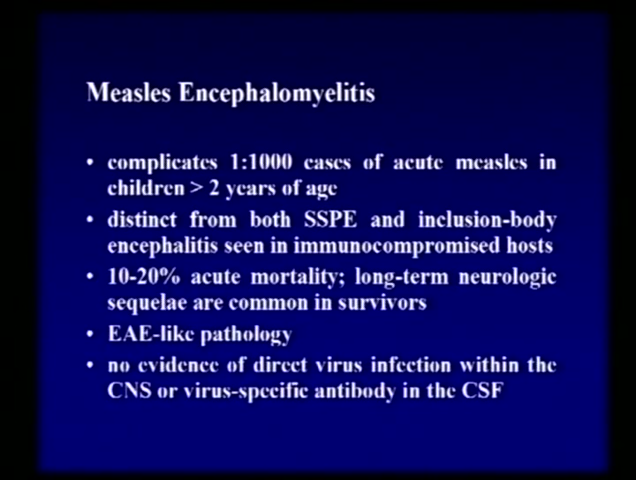 Measles Encephalomyelitis
• complicates 1:1000 cases of acute measles in
children > 2 years of age
• distinct from both SSPE and inclusion-body
encephalitis seen in immunocompromised hosts
• 10-20% acute mortality; long-term neurologic
sequelae are common in survivors
• EAE-like pathology
• no evidence of direct virus infection within the
CNS or virus-specific antibody in the CSF